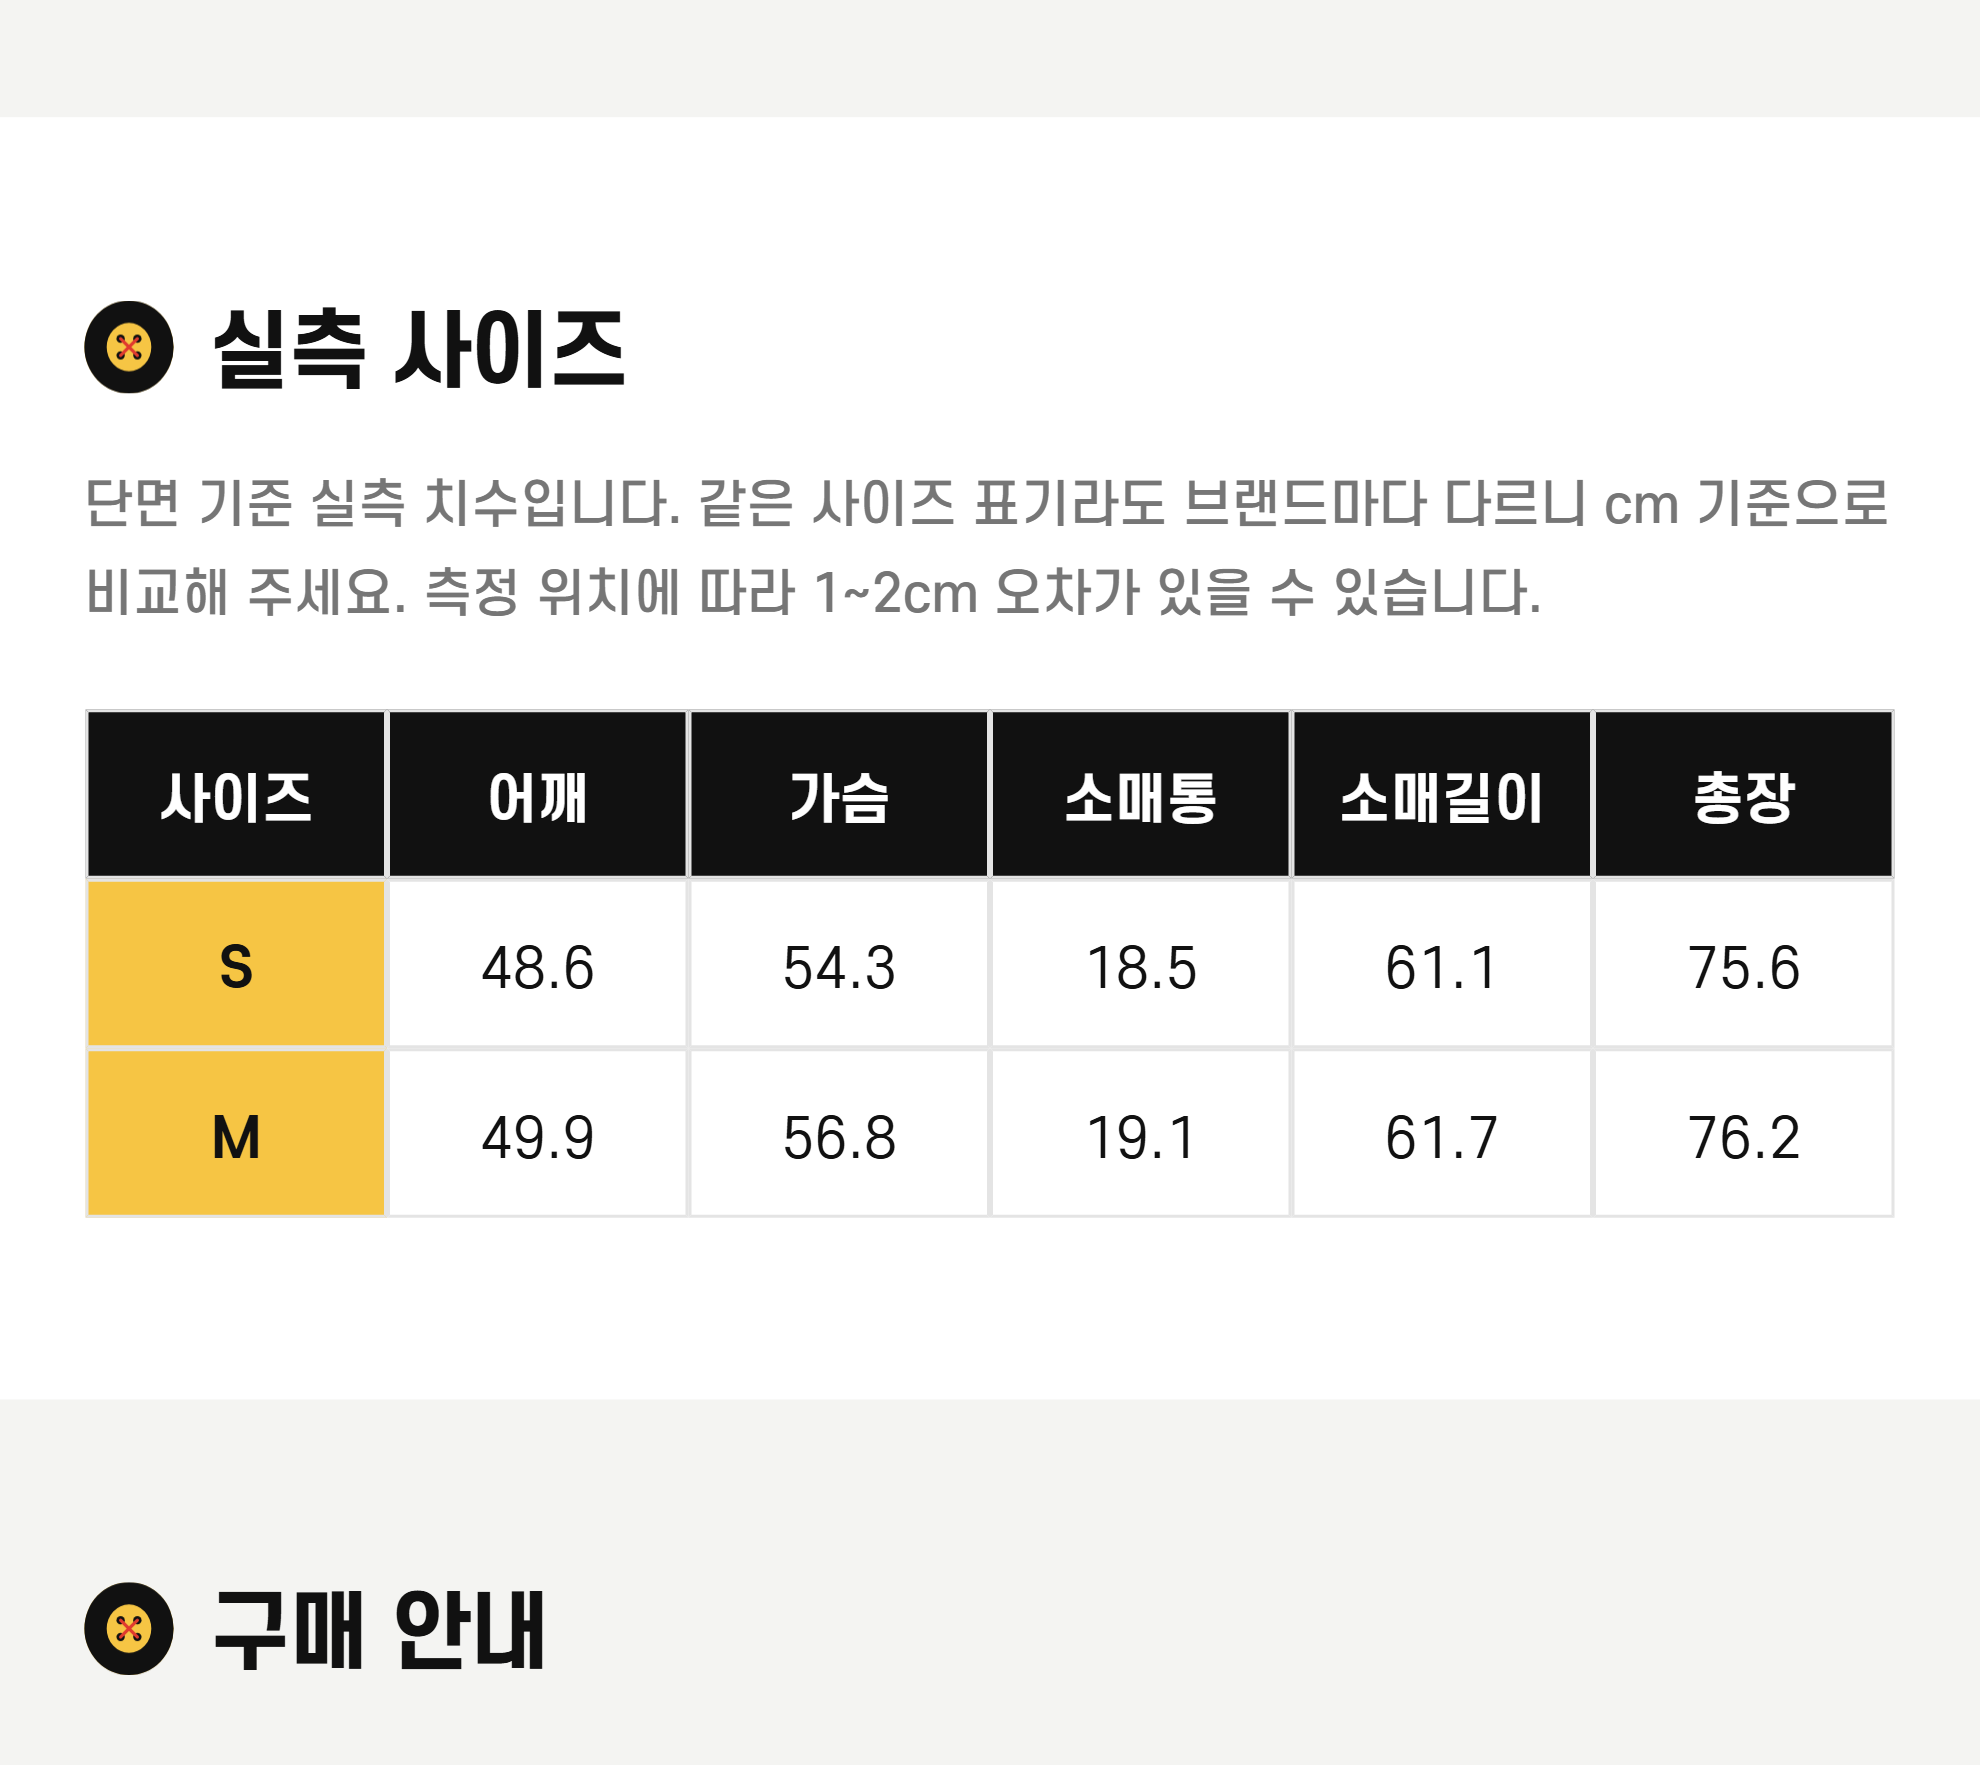 실측 사이즈
단면 기준 실측 치수입니다. 같은 사이즈 표기라도 브랜드마다 다르니 cm 기준으로
비교해 주세요. 측정 위치에 따라 1~2cm 오차가 있을 수 있습니다.
사이즈 어깨 가슴 소매통 소매길이 총장
S 48.6 54.3 18.5 61.1 75.6
M 49.9 56.8 19.1 61.7 76.2
구매 안내